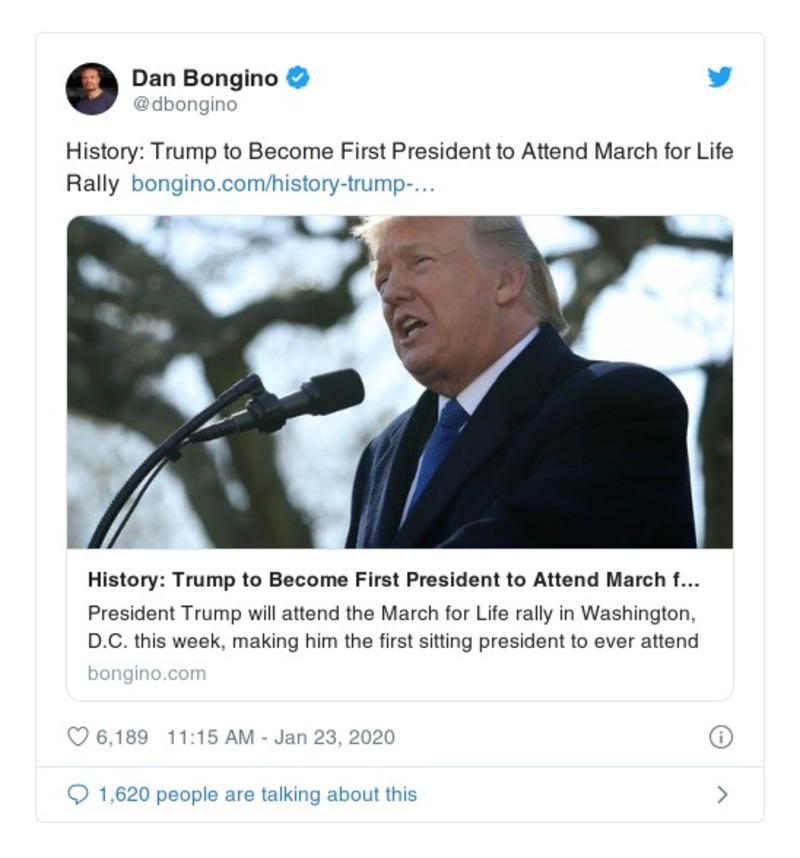 Dan Bongino
@dbongino
History: Trump to Become First President to Attend March for Life
Rally bongino.com/history-trump-...
History: Trump to Become First President to Attend March f...
President Trump will attend the March for Life rally in Washington,
D.C. this week, making him the first sitting president to ever attend
bongino.com
6,189 11:15 AM - Jan 23, 2020
1,620 people are talking about this